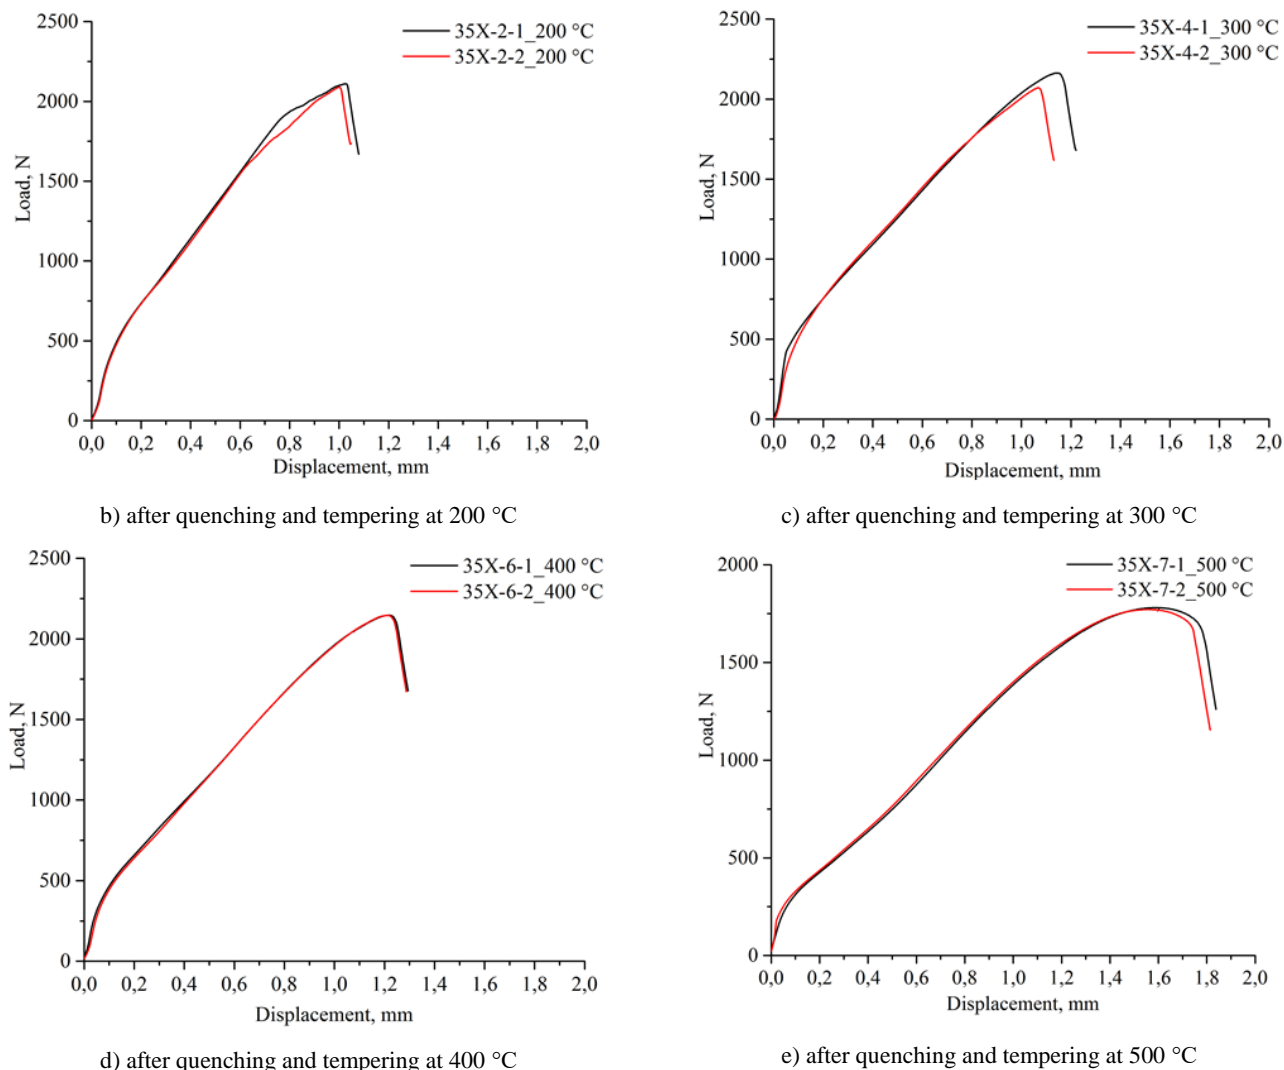 2500
2000
1500
1000
500
0
Load, N
35X-2-1_200 °C
35X-2-2_200 °C
0,0 0,2 0,4 0,6 0,8 1,0 1,2 1,4 1,6 1,8 2,0
Displacement, mm
b) after quenching and tempering at 200 °C
2500
2000
1500
1000
500
0
Load, N
35X-4-1_300 °C
35X-4-2_300 °C
0,0 0,2 0,4 0,6 0,8 1,0 1,2 1,4 1,6 1,8 2,0
Displacement, mm
c) after quenching and tempering at 300 °C
2500
2000
1500
1000
500
0
Load, N
35X-6-1_400 °C
35X-6-2_400 °C
0,0 0,2 0,4 0,6 0,8 1,0 1,2 1,4 1,6 1,8 2,0
Displacement, mm
d) after quenching and tempering at 400 °C
2000
1500
1000
500
0
Load, N
35X-7-1_500 °C
35X-7-2_500 °C
0,0 0,2 0,4 0,6 0,8 1,0 1,2 1,4 1,6 1,8 2,0
Displacement, mm
e) after quenching and tempering at 500 °C